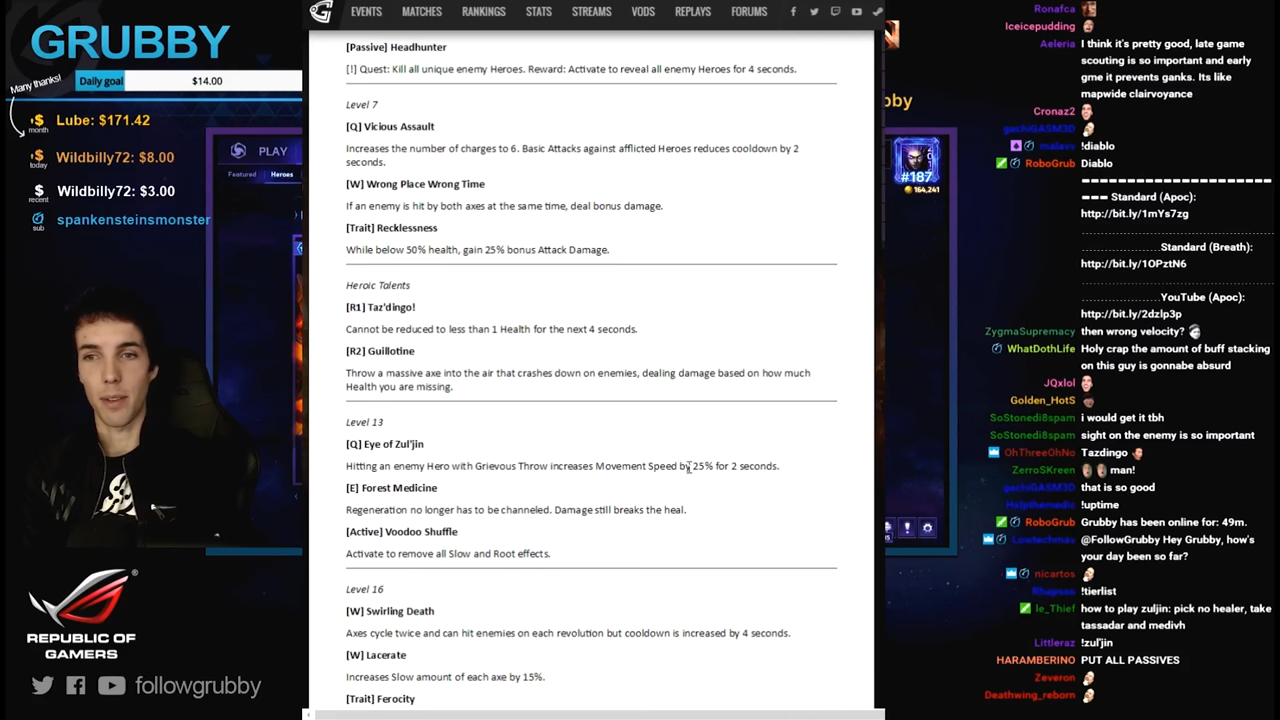 GRUBBY
Many thanks!
Daily goal
$14.00
$
month
Lube: $171.42
$
today
Wildbilly72: $8.00
$
recent
Wildbilly72: $3.00
sub
spankensteinsmonster
PLAY
Featured
Heroes
EVENTS
MATCHES
RANKINGS
STATS
STREAMS
VODS
REPLAYS
FORUMS
[Passive] Headhunter
[!] Quest: Kill all unique enemy Heroes. Reward: Activate to reveal all enemy Heroes for 4 seconds.
Level 7
[Q] Vicious Assault
Increases the number of charges to 6. Basic Attacks against afflicted Heroes reduces cooldown by 2
seconds.
[W] Wrong Place Wrong Time
If an enemy is hit by both axes at the same time, deal bonus damage.
[Trait] Recklessness
While below 50% health, gain 25% bonus Attack Damage.
Heroic Talents
[R1] Taz'dingo!
Cannot be reduced to less than 1 Health for the next 4 seconds.
[R2] Guillotine
Throw a massive axe into the air that crashes down on enemies, dealing damage based on how much
Health you are missing.
Level 13
[Q] Eye of Zul'jin
Hitting an enemy Hero with Grievous Throw increases Movement Speed by 25% for 2 seconds.
[E] Forest Medicine
Regeneration no longer has to be channeled. Damage still breaks the heal.
[Active] Voodoo Shuffle
Activate to remove all Slow and Root effects.
Level 16
[W] Swirling Death
Axes cycle twice and can hit enemies on each revolution but cooldown is increased by 4 seconds.
[W] Lacerate
Increases Slow amount of each axe by 15%.
[Trait] Ferocity
bby
#187
164,241
Ronafca
Iceicepudding
Aeleria
I think it's pretty good, late game
scouting is so important and early
gme it prevents ganks. Its like
mapwide clairvoyance
Cronaz2
gachiGASM3D
malavv
!diablo
RoboGrub
Diablo
Standard (Apoc):
http://bit.ly/1mYs7zg
Standard (Breath):
http://bit.ly/1OPztN6
YouTube (Apoc):
http://bit.ly/2dzlp3p
ZygmaSupremacy
then wrong velocity?
WhatDothLife
Holy crap the amount of buff stacking
on this guy is gonnabe absurd
JQxlol
Golden_HotS
SoStonedi8spam
i would get it tbh
SoStonedi8spam
sight on the enemy is so important
OhThreeOhNo
Tazdingo
ZerroSKreen
man!
gachiGASM3D
that is so good
Helpthemedic
!uptime
RoboGrub
Grubby has been online for: 49m.
Lowtechmav
@FollowGrubby Hey Grubby, how's
your day been so far?
nicartos
!tierlist
le_Thief
how to play zuljin: pick no healer, take
tassadar and medivh
Littleraz
!zul'jin
HARAMBERINO
PUT ALL PASSIVES
Zeveron
Deathwing_reborn
REPUBLIC OF
GAMERS
followgrubby